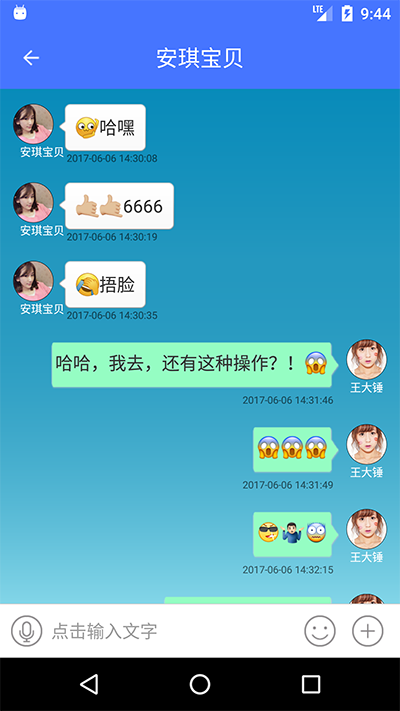 LTE 9:44
安琪宝贝
哈嘿
安琪宝贝
2017-06-06 14:30:08
6666
安琪宝贝
2017-06-06 14:30:19
捂脸
安琪宝贝
2017-06-06 14:30:35
哈哈，我去，还有这种操作？！
王大锤
2017-06-06 14:31:46
王大锤
2017-06-06 14:31:49
王大锤
2017-06-06 14:32:15
点击输入文字